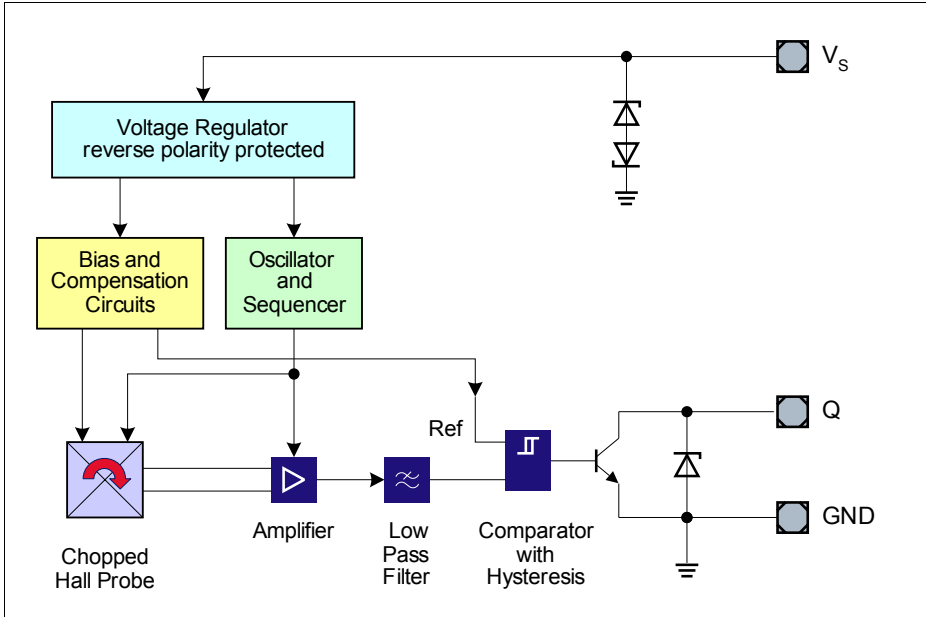 V_S
Voltage Regulator
reverse polarity protected
Bias and
Compensation
Circuits
Oscillator
and
Sequencer
Ref
Q
GND
Amplifier
Low
Pass
Filter
Comparator
with
Hysteresis
Chopped
Hall Probe